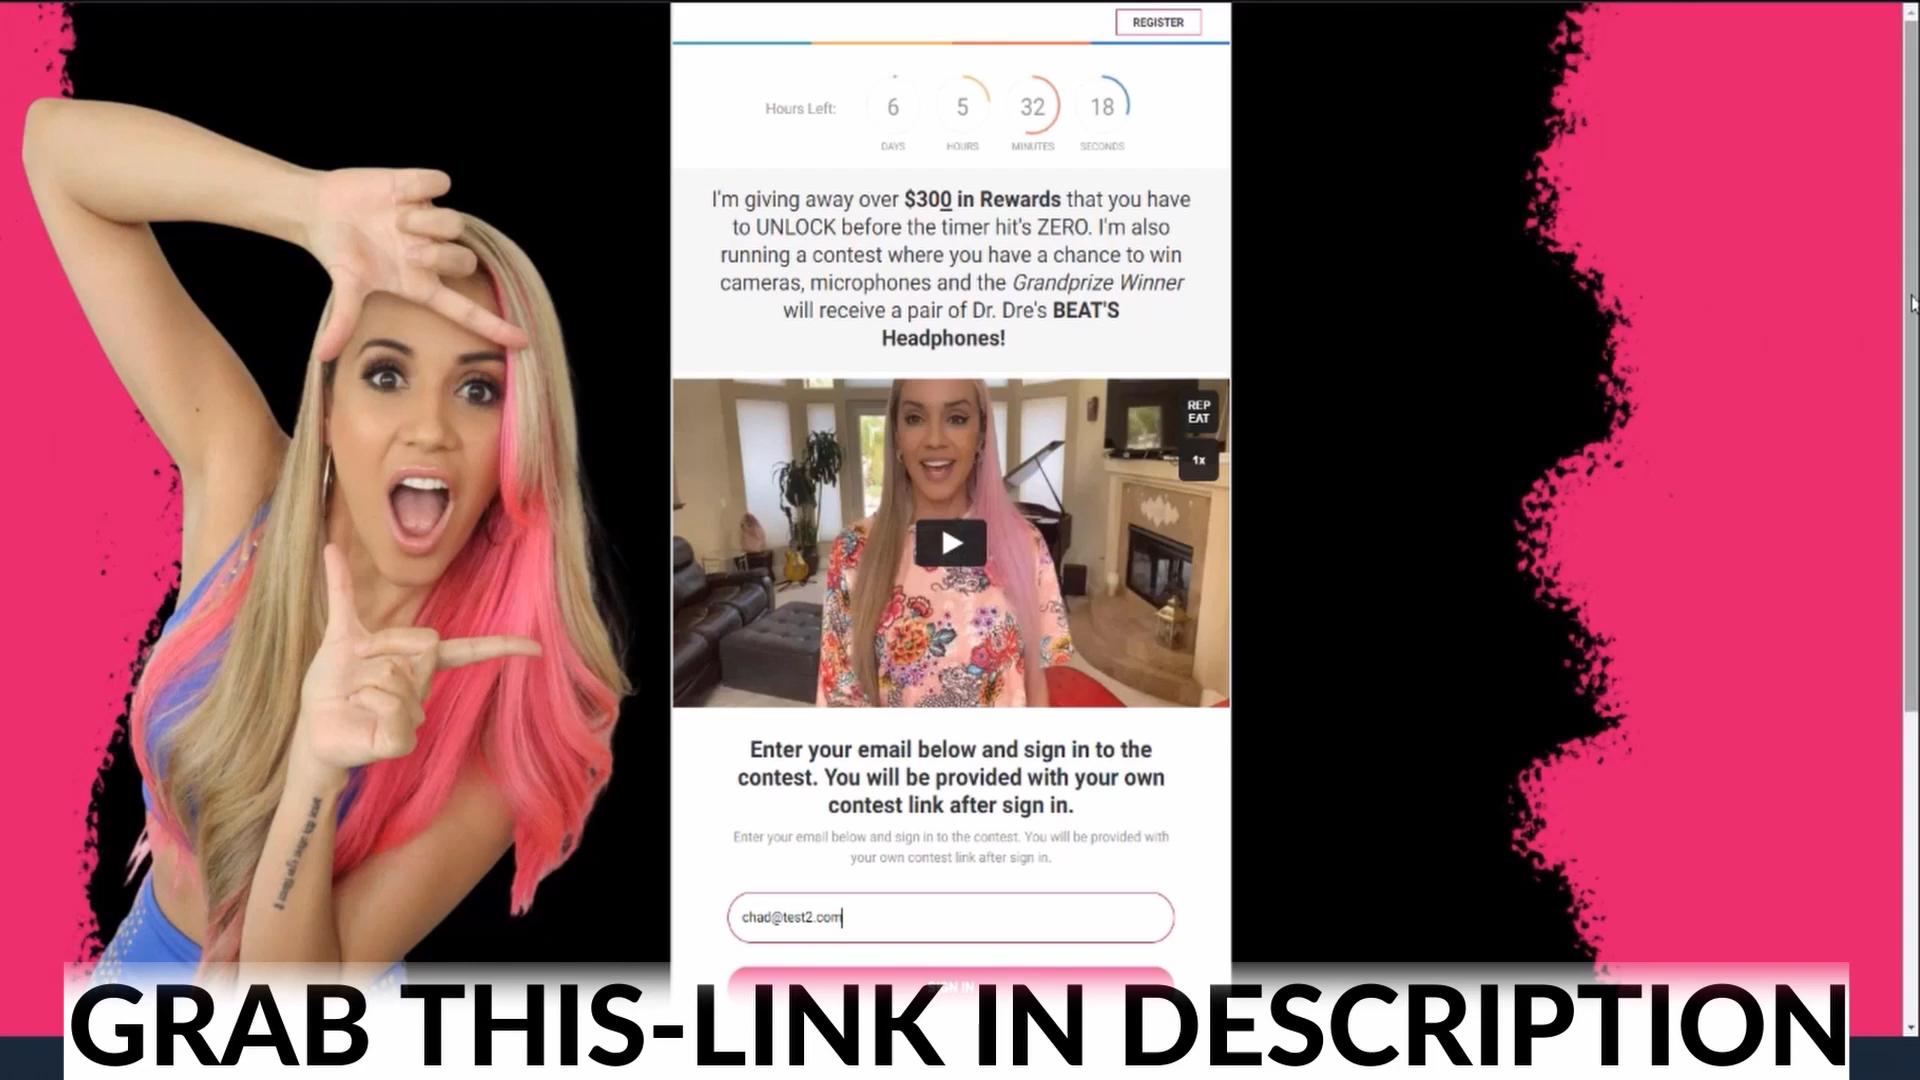 REGISTER
Hours Left:
6 5 32 18
DAYS HOURS MINUTES SECONDS
I'm giving away over $300 in Rewards that you have
to UNLOCK before the timer hit's ZERO. I'm also
running a contest where you have a chance to win
cameras, microphones and the Grandprize Winner
will receive a pair of Dr. Dre's BEAT'S
Headphones!
REP
EAT
1x
Enter your email below and sign in to the
contest. You will be provided with your own
contest link after sign in.
Enter your email below and sign in to the contest. You will be provided with
your own contest link after sign in.
chad@test2.com
SIGN IN
GRAB THIS-LINK IN DESCRIPTION